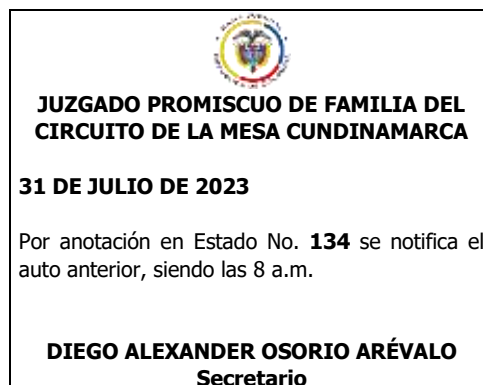 JUZGADO PROMISCUO DE FAMILIA DEL
CIRCUITO DE LA MESA CUNDINAMARCA
31 DE JULIO DE 2023
Por anotación en Estado No. 134 se notifica el
auto anterior, siendo las 8 a.m.
DIEGO ALEXANDER OSORIO ARÉVALO
Secretario